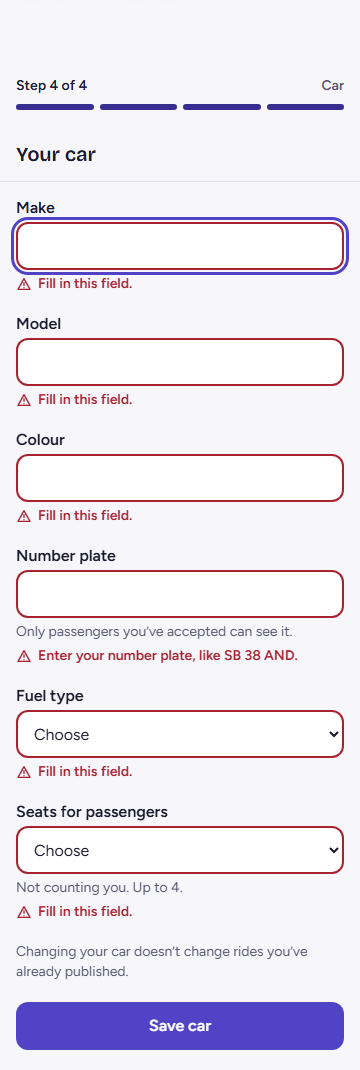 Step 4 of 4
Car
Your car
Make
Fill in this field.
Model
Fill in this field.
Colour
Fill in this field.
Number plate
Only passengers you’ve accepted can see it.
Enter your number plate, like SB 38 AND.
Fuel type
Choose
Fill in this field.
Seats for passengers
Choose
Not counting you. Up to 4.
Fill in this field.
Changing your car doesn’t change rides you’ve
already published.
Save car